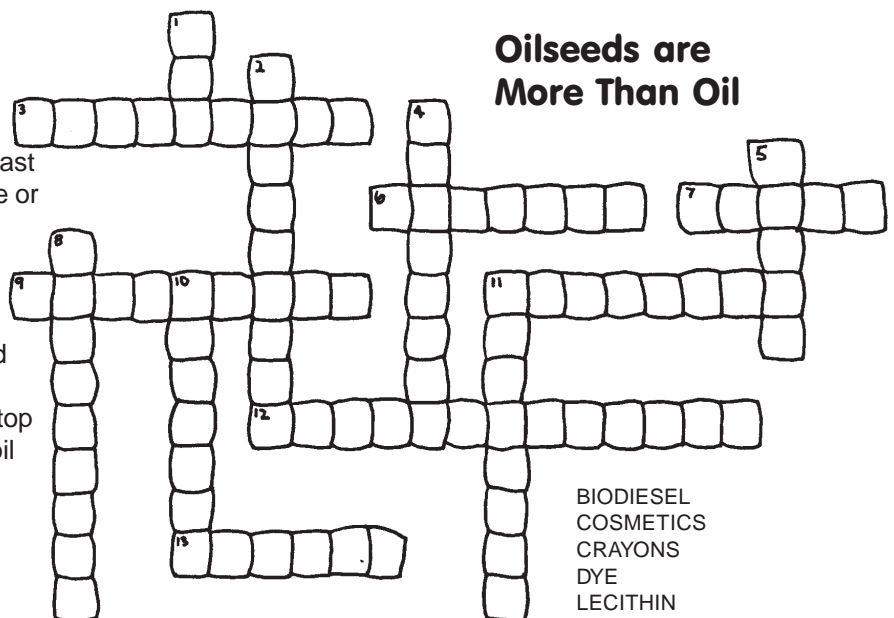 Oilseeds are
More Than Oil
1
2
3
4
5
6
7
8
9
10
11
12
13
ast
e or
d
top
oil
BIODIESEL
COSMETICS
CRAYONS
DYE
LECITHIN